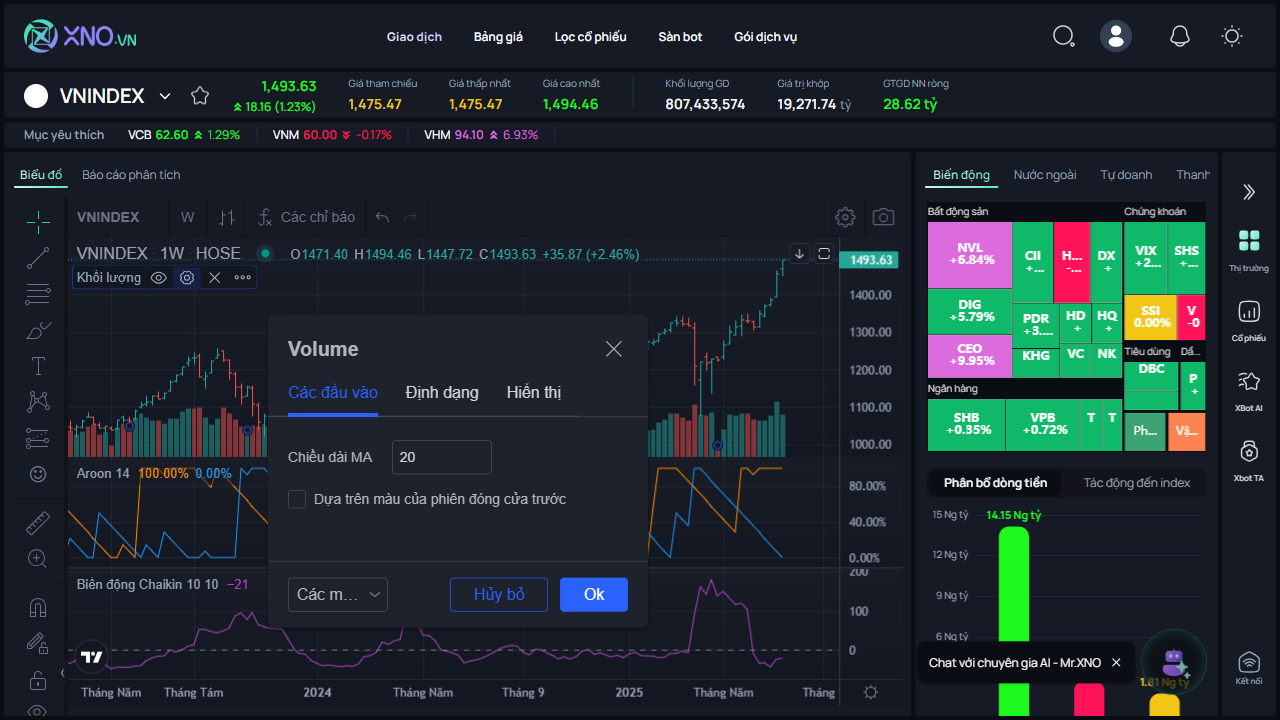 XNO.VN
Giao dịch
Bảng giá
Lọc cổ phiếu
Sàn bot
Gói dịch vụ
VNINDEX
1,493.63
18.16 (1.23%)
Giá tham chiếu
1,475.47
Giá thấp nhất
1,475.47
Giá cao nhất
1,494.46
Khối lượng GD
807,433,574
Giá trị khớp
19,271.74 tỷ
GTGD NN ròng
28.62 tỷ
Mục yêu thích
VCB 62.60 1.29%
VNM 60.00 -0.17%
VHM 94.10 6.93%
Biểu đồ
Báo cáo phân tích
VNINDEX
W
Các chỉ báo
VNINDEX · 1W · HOSE
O1471.40 H1494.46 L1447.72 C1493.63 +35.87 (+2.46%)
Khối lượng
1493.63
1400.00
1300.00
1200.00
1100.00
1000.00
Volume
Các đầu vào
Định dạng
Hiển thị
Chiều dài MA
20
Dựa trên màu của phiên đóng cửa trước
Các m...
Hủy bỏ
Ok
Aroon 14 100.00% 0.00%
80.00%
40.00%
0.00%
Biên động Chaikin 10 10 −21
200
100
0
Tháng Năm
Tháng Tám
2024
Tháng Năm
Tháng 9
2025
Tháng Năm
Tháng
Biến động
Nước ngoài
Tự doanh
Thanh
Bất động sản
NVL
+6.84%
DIG
+5.79%
CEO
+9.95%
CII
+...
H...
-...
DX
+
PDR
+3....
HD
+
HQ
+
KHG
VC
NK
Chứng khoán
VIX
+2...
SHS
+...
SSI
0.00%
V
-0
Tiêu dùng
DBC
Dầ...
P
+
Ph...
Vậ...
Ngân hàng
SHB
+0.35%
VPB
+0.72%
T
T
Phân bổ dòng tiền
Tác động đến index
15 Ng tỷ
14.15 Ng tỷ
12 Ng tỷ
9 Ng tỷ
6 Ng tỷ
1.81 Ng tỷ
Chat với chuyên gia AI - Mr.XNO
Thị trường
Cổ phiếu
XBot AI
Xbot TA
Kết nối